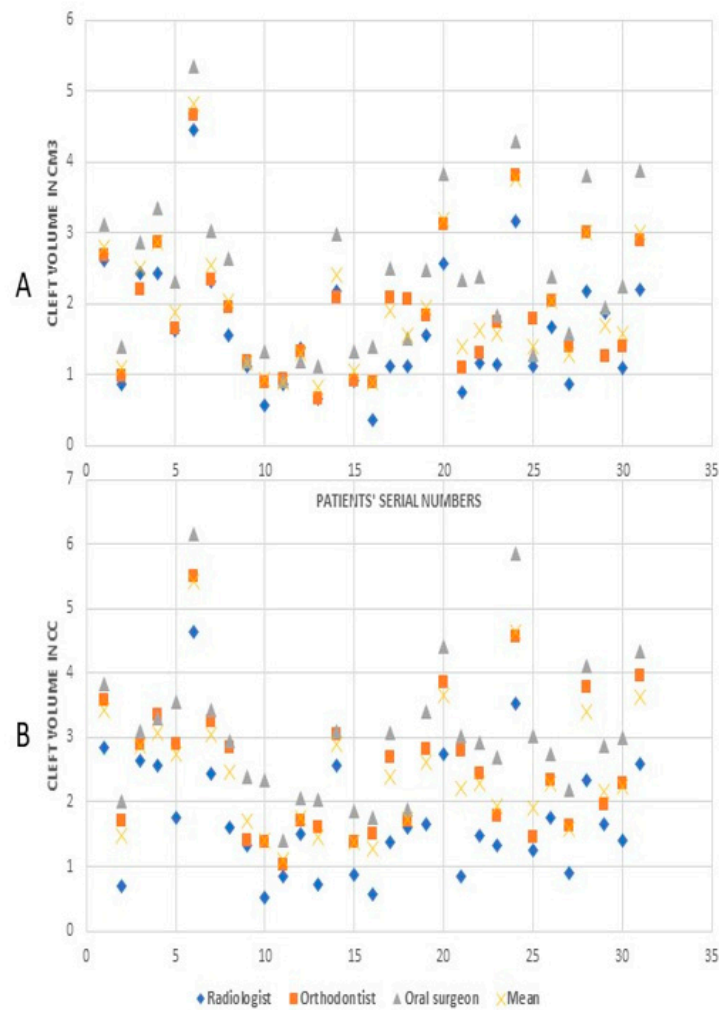 6
5
4
3
2
1
0
CLEFT VOLUME IN CM3
A
0 5 10 15 20 25 30 35
PATIENTS' SERIAL NUMBERS
7
6
5
4
3
2
1
0
CLEFT VOLUME IN CC
B
0 5 10 15 20 25 30 35
Radiologist Orthodontist Oral surgeon Mean